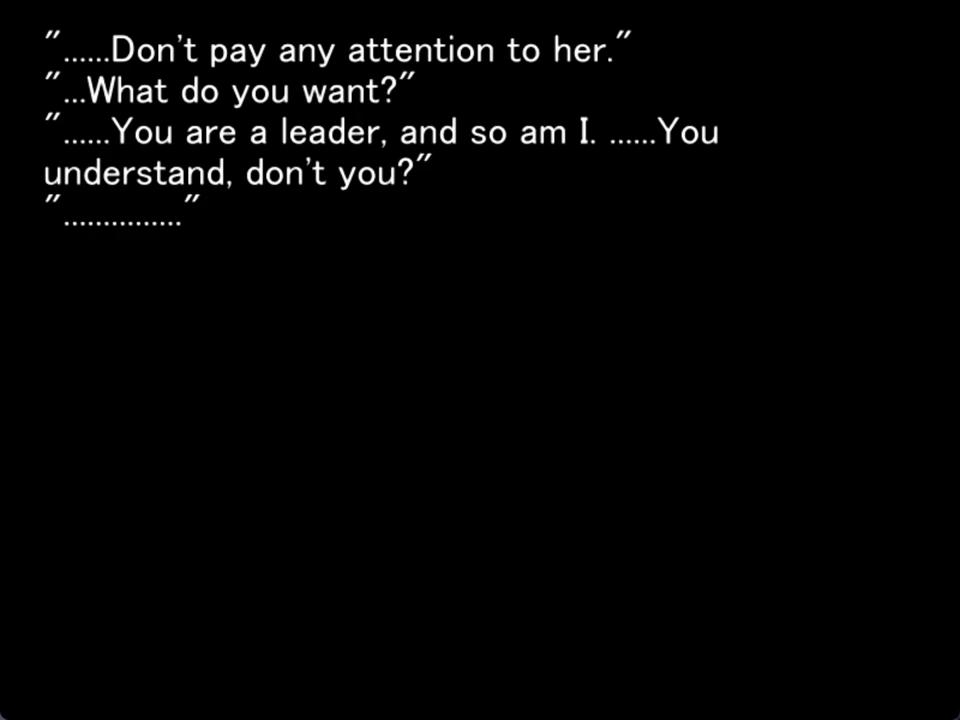 "......Don't pay any attention to her."
"...What do you want?"
"......You are a leader, and so am I. ......You
understand, don't you?"
"..............."